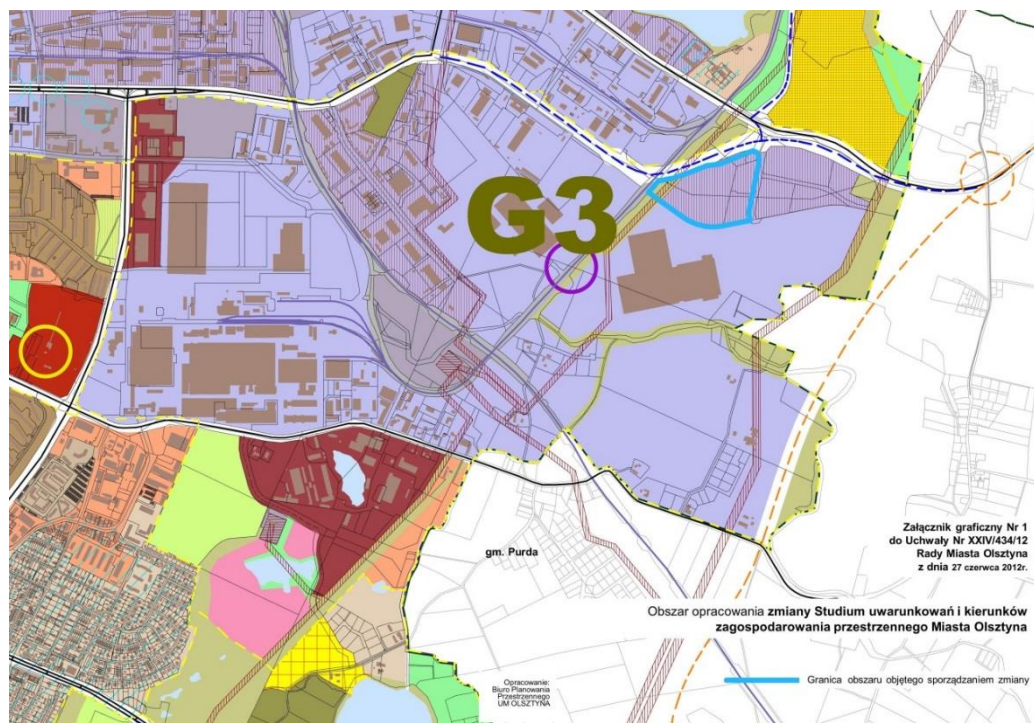 G3
gm. Purda
Załącznik graficzny Nr 1
do Uchwały Nr XXIV/434/12
Rady Miasta Olsztyna
z dnia 27 czerwca 2012r.
Obszar opracowania zmiany Studium uwarunkowań i kierunków
zagospodarowania przestrzennego Miasta Olsztyna
Granica obszaru objętego sporządzaniem zmiany
Opracowanie:
Biuro Planowania
Przestrzennego
UM OLSZTYNA